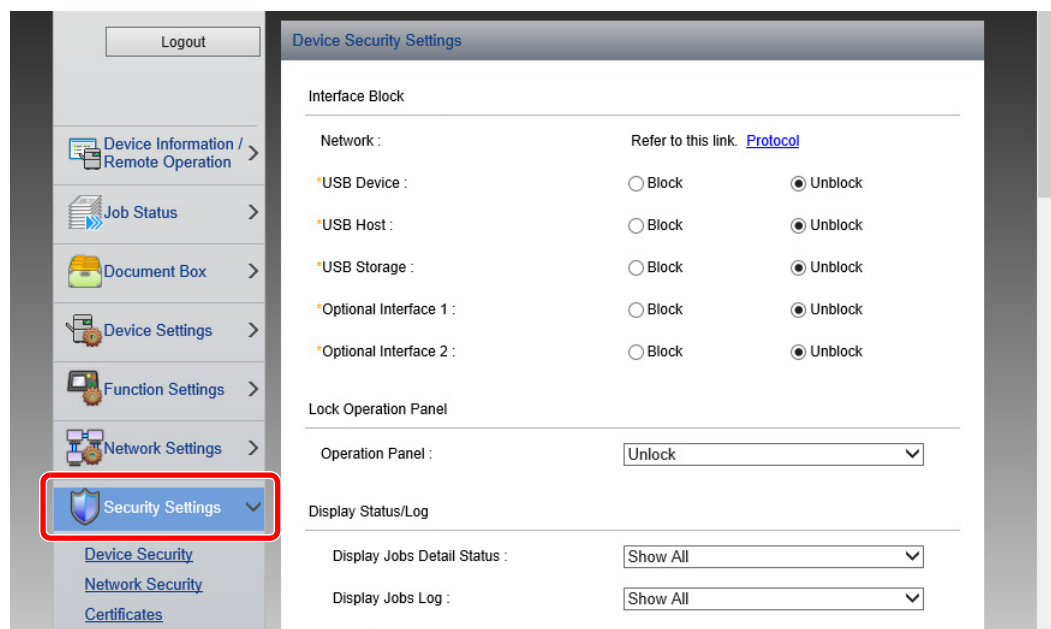 Logout
Device Information /
Remote Operation
Job Status
Document Box
Device Settings
Function Settings
Network Settings
Security Settings
Device Security
Network Security
Certificates
Device Security Settings
Interface Block
Network : Refer to this link. Protocol
*USB Device : Block Unblock
*USB Host : Block Unblock
*USB Storage : Block Unblock
*Optional Interface 1 : Block Unblock
*Optional Interface 2 : Block Unblock
Lock Operation Panel
Operation Panel : Unlock
Display Status/Log
Display Jobs Detail Status : Show All
Display Jobs Log : Show All